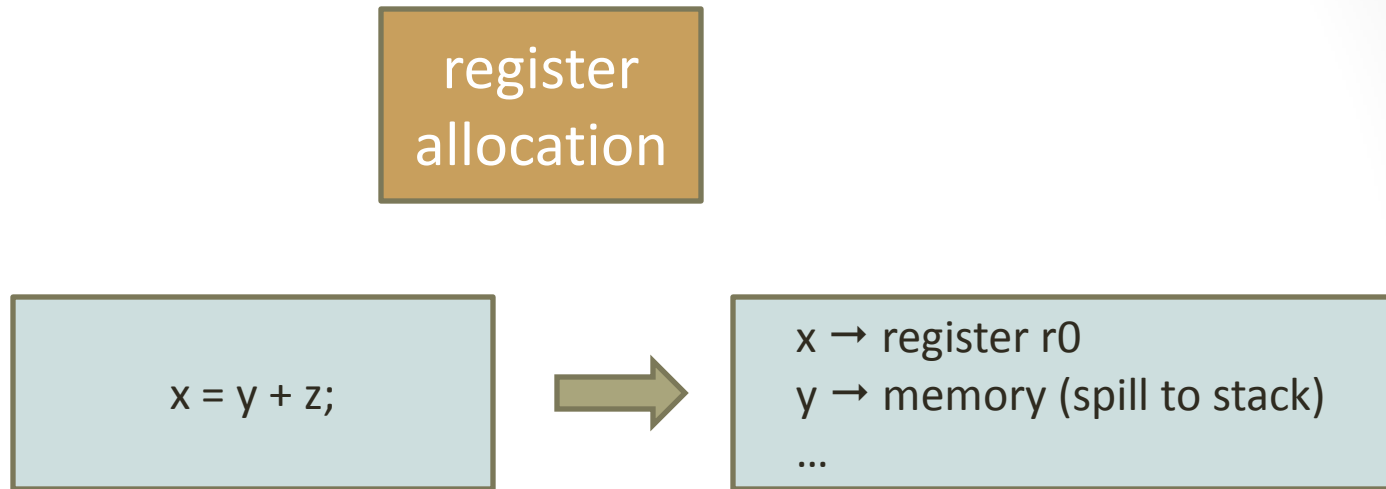 register
allocation
x = y + z;
x → register r0
y → memory (spill to stack)
...